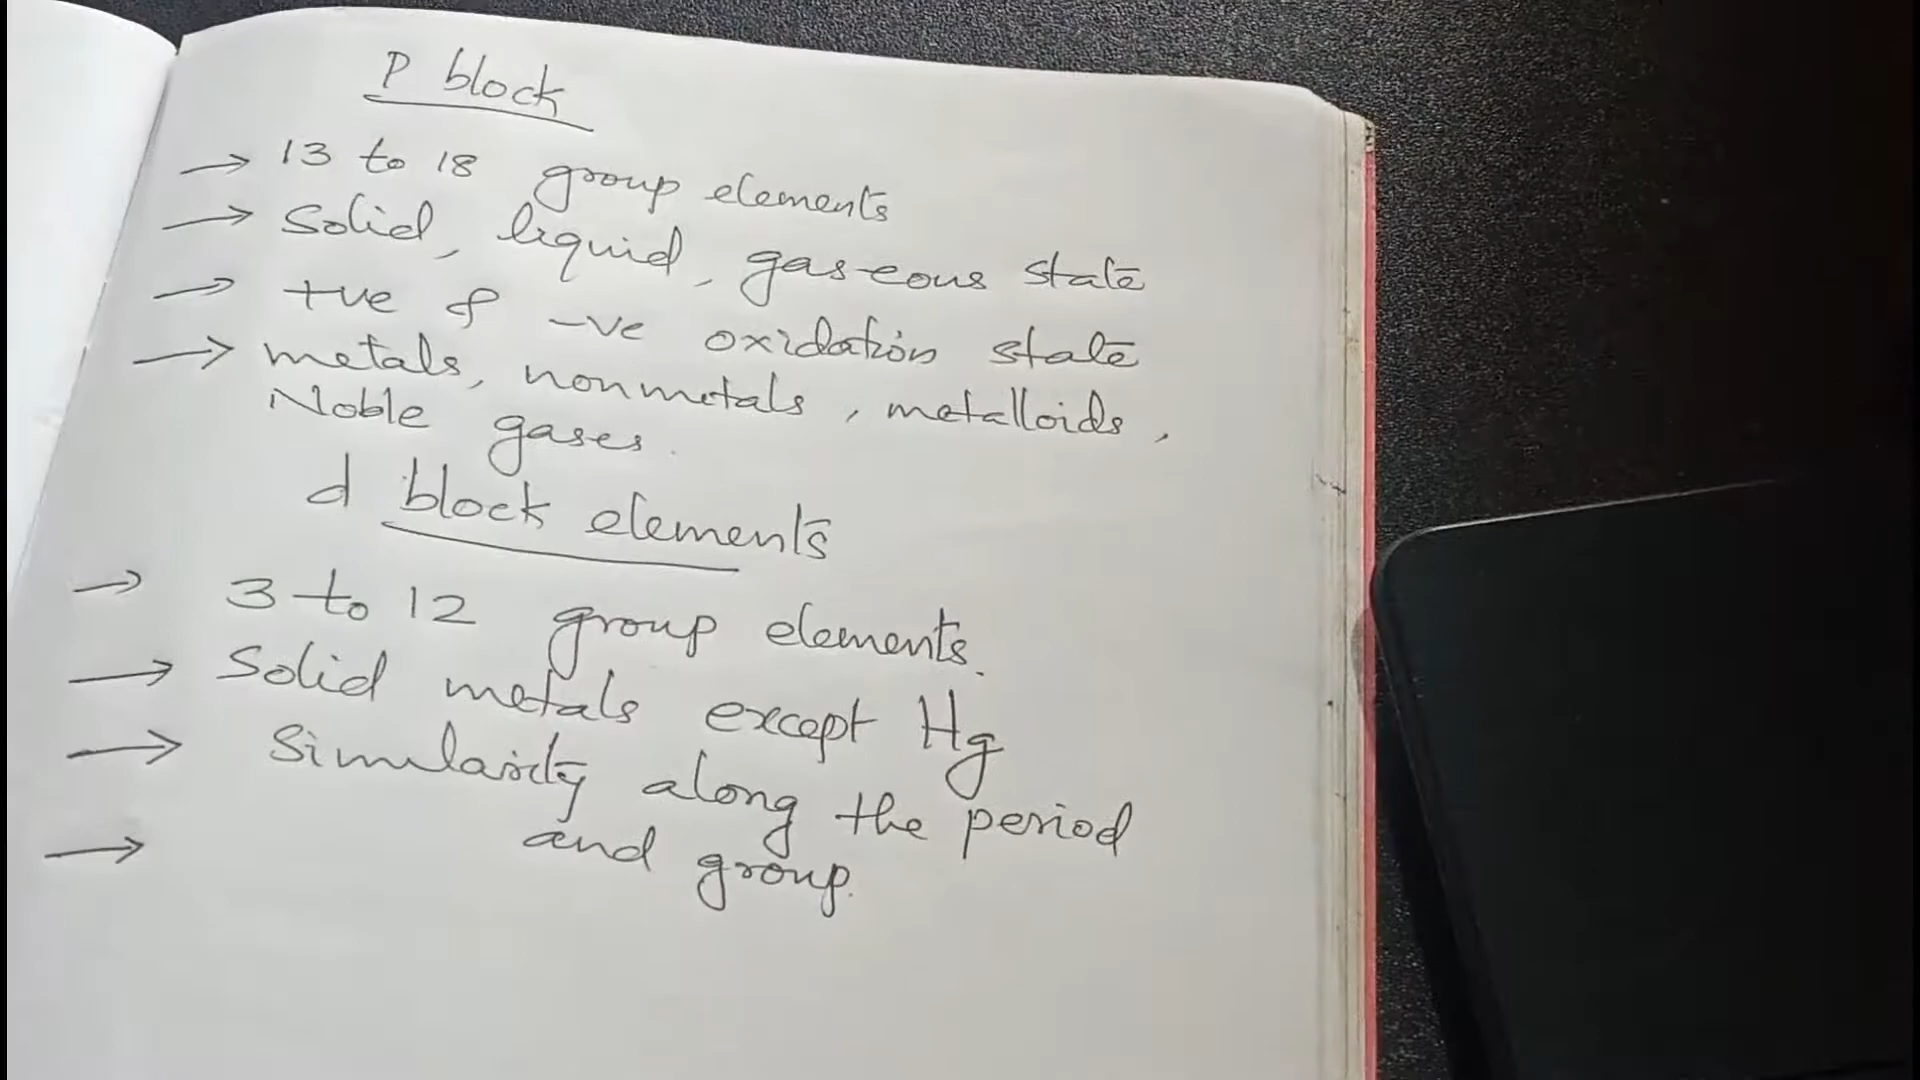 P block
→ 13 to 18 group elements
→ Solid, liquid, gaseous state
→ +ve & -ve oxidation state
→ metals, nonmetals, metalloids,
Noble gases.
d block elements
→ 3 to 12 group elements.
→ Solid metals except Hg
→ Similarity along the period
→ and group.